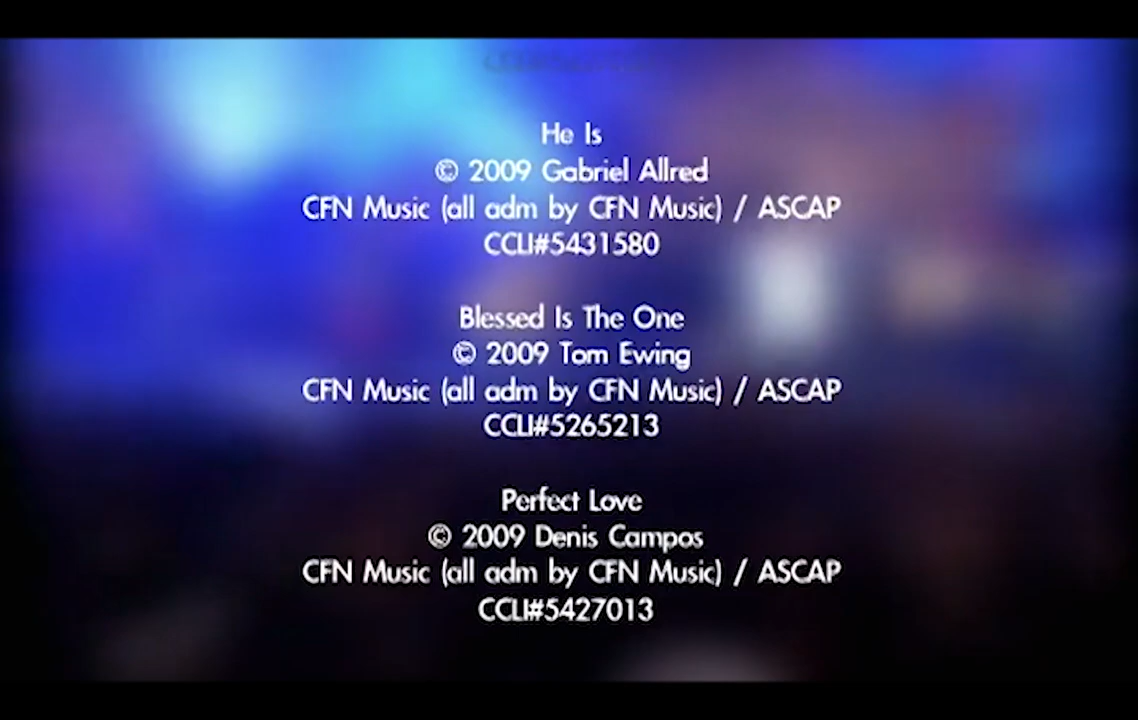 He Is
© 2009 Gabriel Allred
CFN Music (all adm by CFN Music) / ASCAP
CCLI#5431580
Blessed Is The One
© 2009 Tom Ewing
CFN Music (all adm by CFN Music) / ASCAP
CCLI#5265213
Perfect Love
© 2009 Denis Campos
CFN Music (all adm by CFN Music) / ASCAP
CCLI#5427013